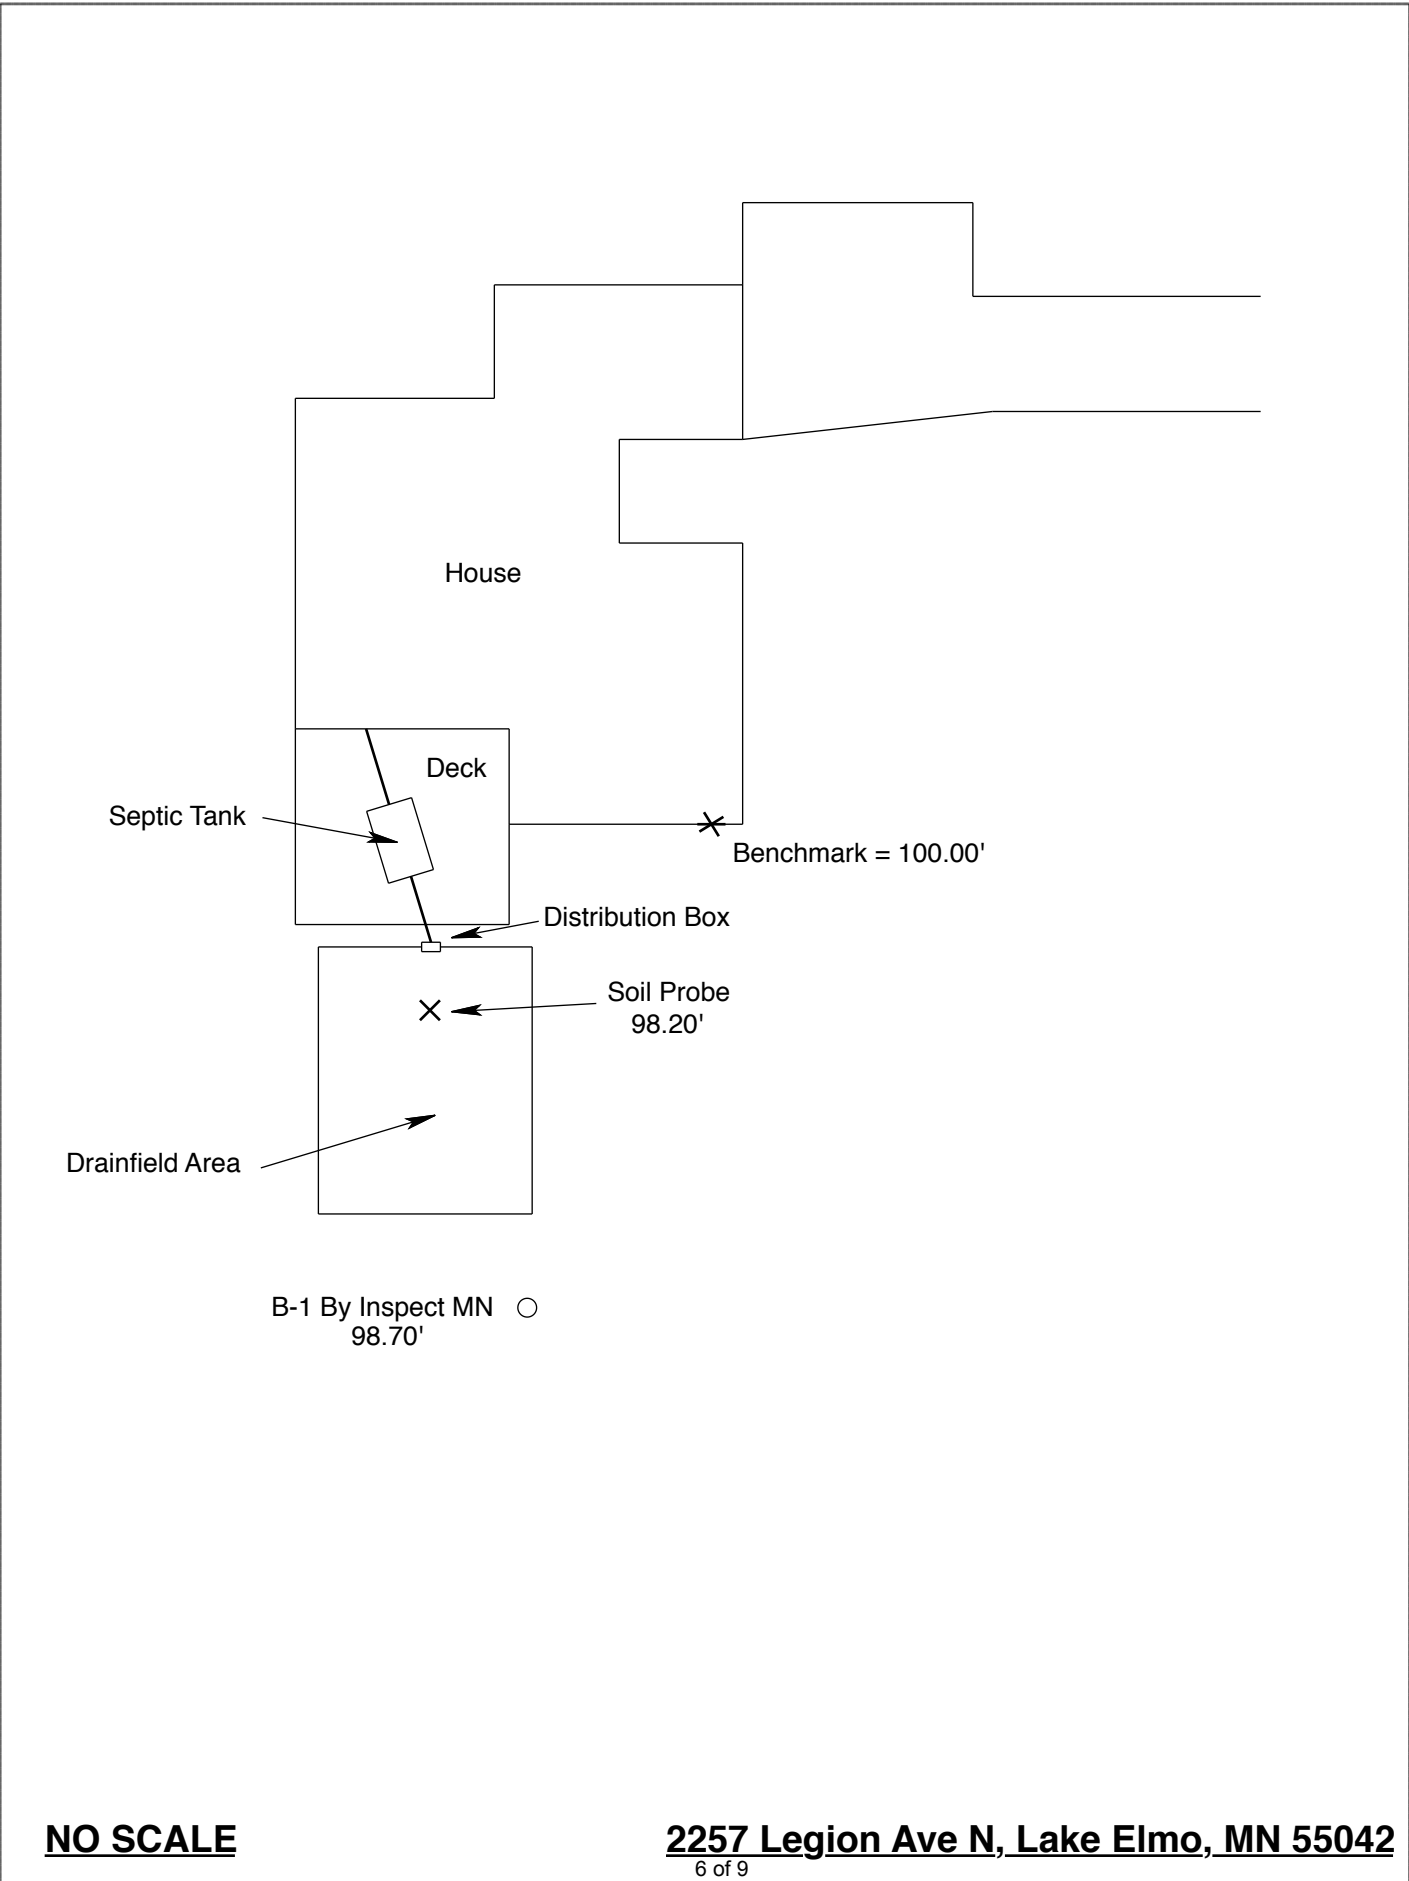 House
Deck
Septic Tank
Benchmark = 100.00'
Distribution Box
Soil Probe
98.20'
Drainfield Area
B-1 By Inspect MN
98.70'
NO SCALE
2257 Legion Ave N, Lake Elmo, MN 55042
6 of 9